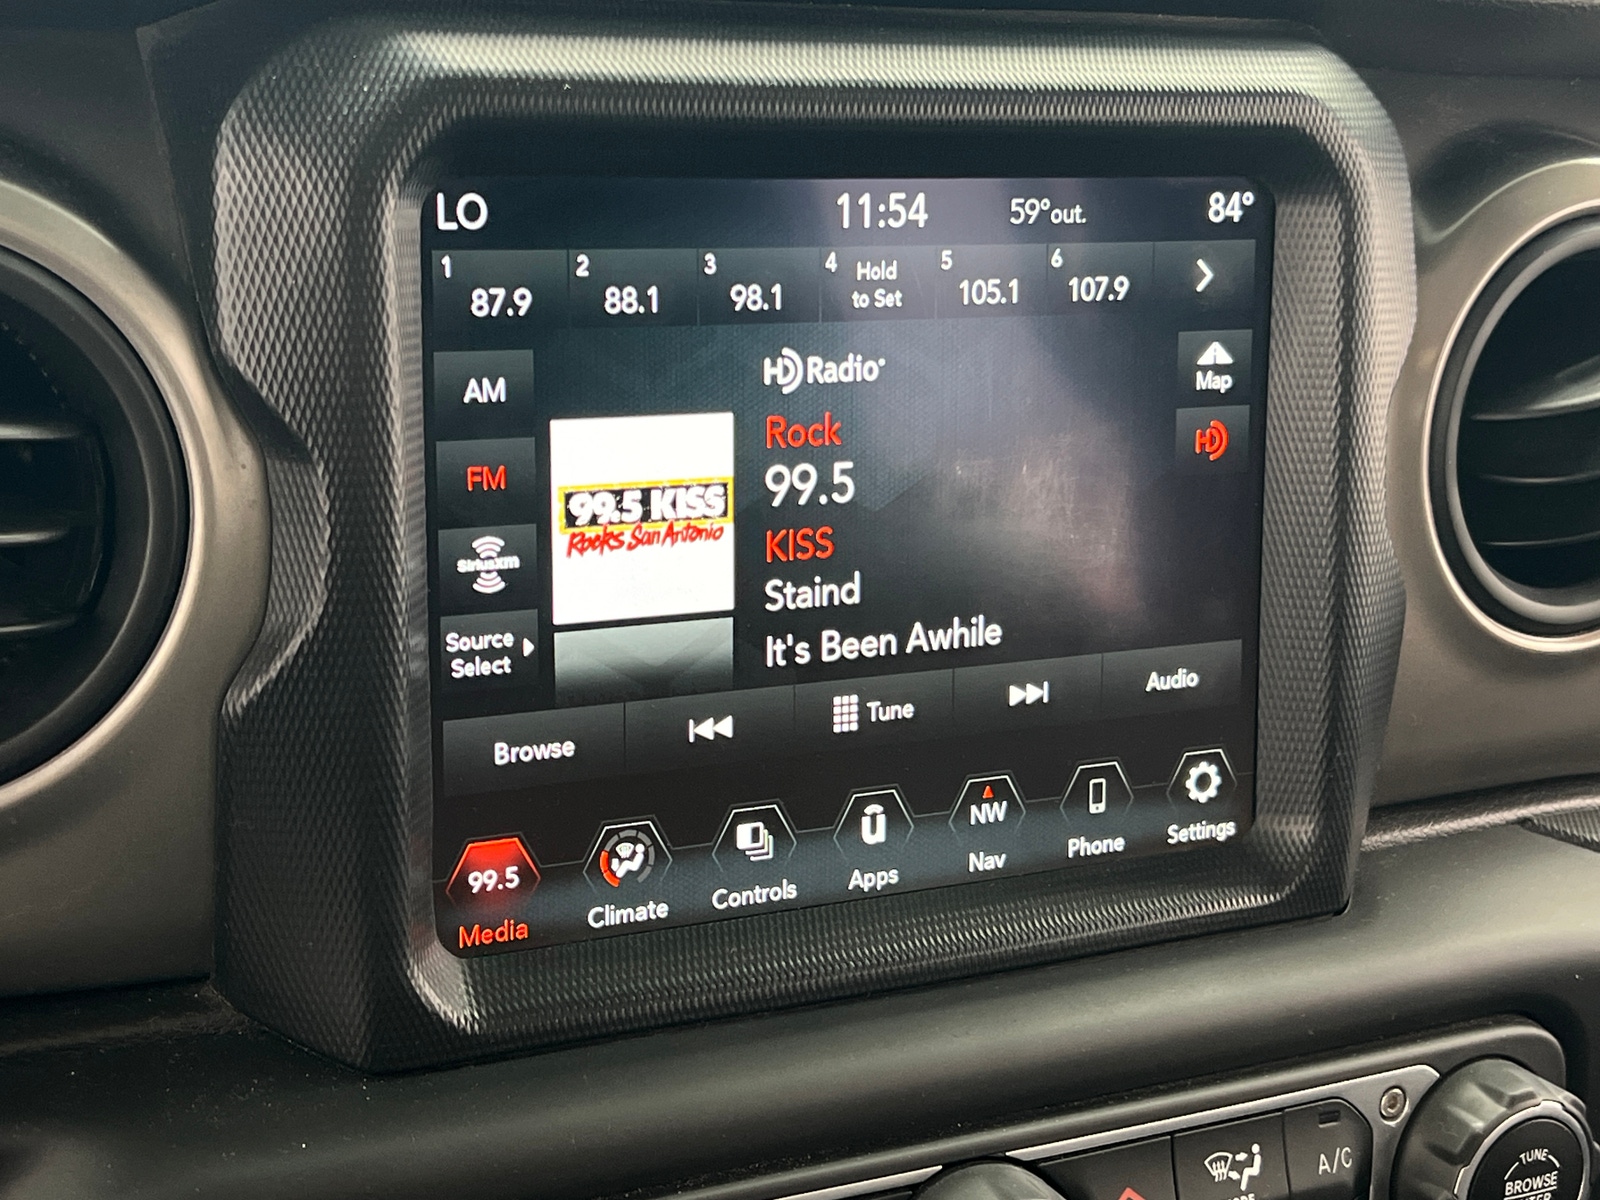 LO 11:54 59° out. 84°
1 87.9 2 88.1 3 98.1 4 Hold to Set 5 105.1 6 107.9
AM
FM
SiriusXM
Source
Select
HD Radio
Rock
99.5
KISS
Staind
It's Been Awhile
99.5 KISS
Rocks San Antonio
Map
HD
Browse Tune Audio
99.5 NW
Media Climate Controls Apps Nav Phone Settings
A/C
TUNE
BROWSE